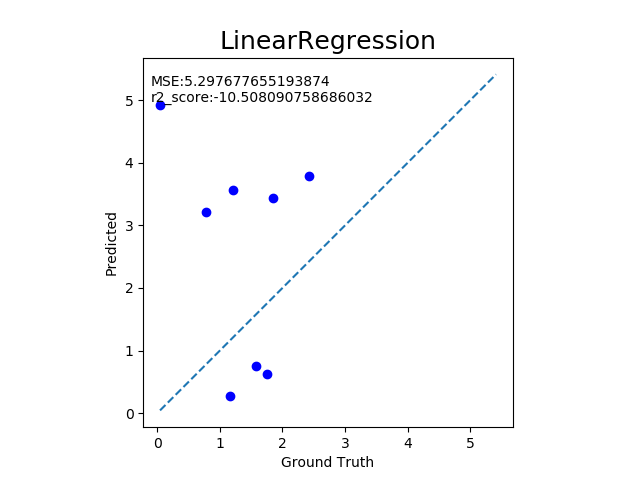 LinearRegression
MSE:5.297677655193874
r2_score:-10.508090758686032
5
4
3
2
1
0
Predicted
0 1 2 3 4 5
Ground Truth